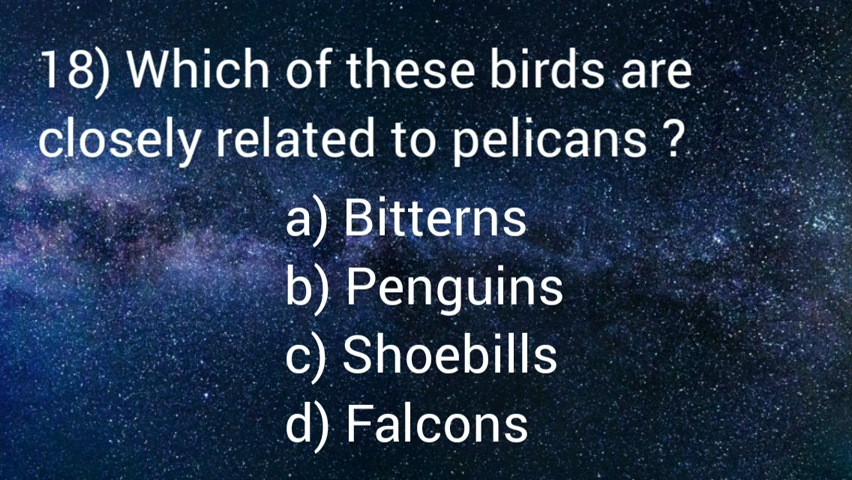 18) Which of these birds are
closely related to pelicans ?
a) Bitterns
b) Penguins
c) Shoebills
d) Falcons